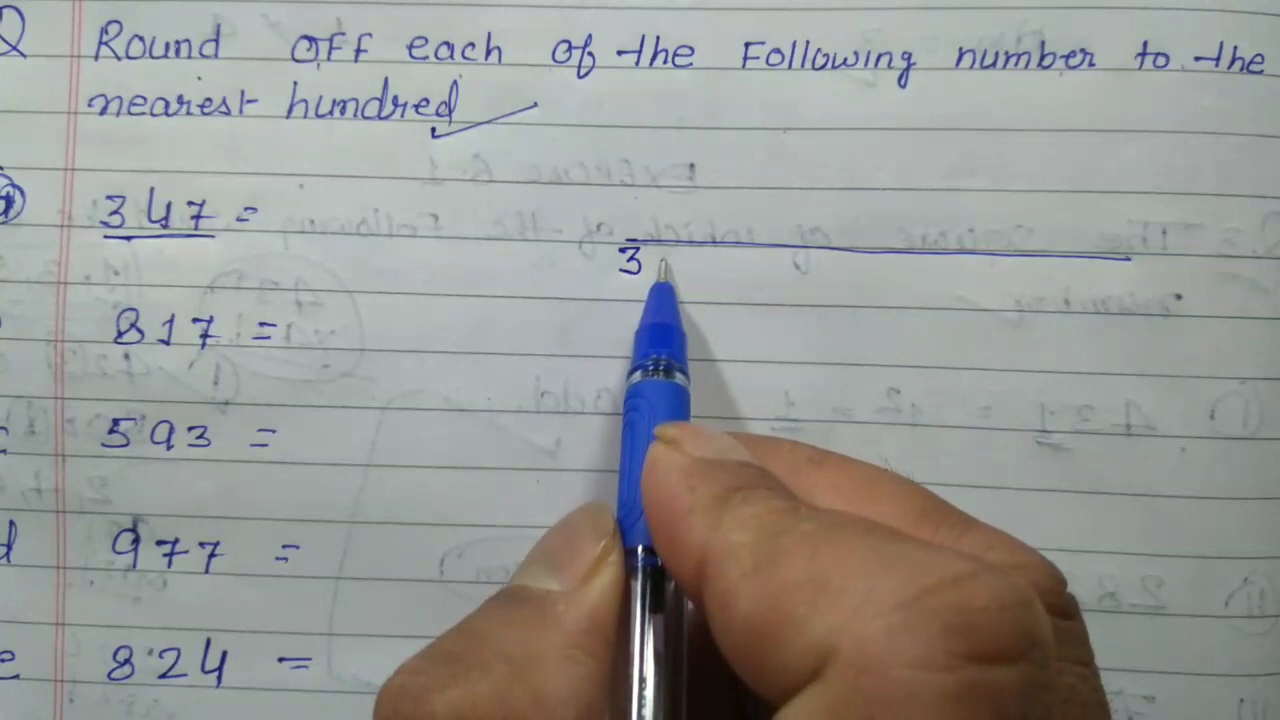 Q Round off each of the Following number to the
nearest hundred
347 =
3
817 =
593 =
d 977 =
e 824 =